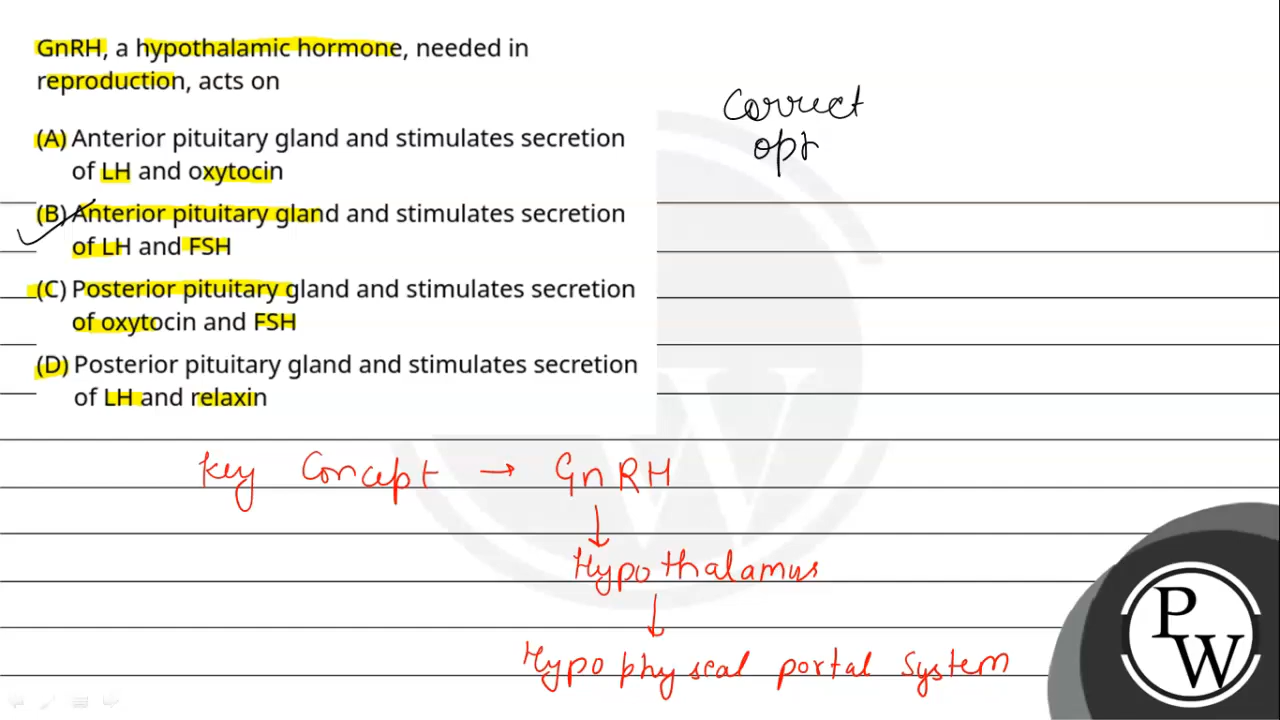 GnRH, a hypothalamic hormone, needed in
reproduction, acts on
(A) Anterior pituitary gland and stimulates secretion
of LH and oxytocin
(B) Anterior pituitary gland and stimulates secretion
of LH and FSH
(C) Posterior pituitary gland and stimulates secretion
of oxytocin and FSH
(D) Posterior pituitary gland and stimulates secretion
of LH and relaxin
Correct
opt
Key Concept → GnRH
↓
Hypothalamus
↓
Hypophyseal portal System
PW